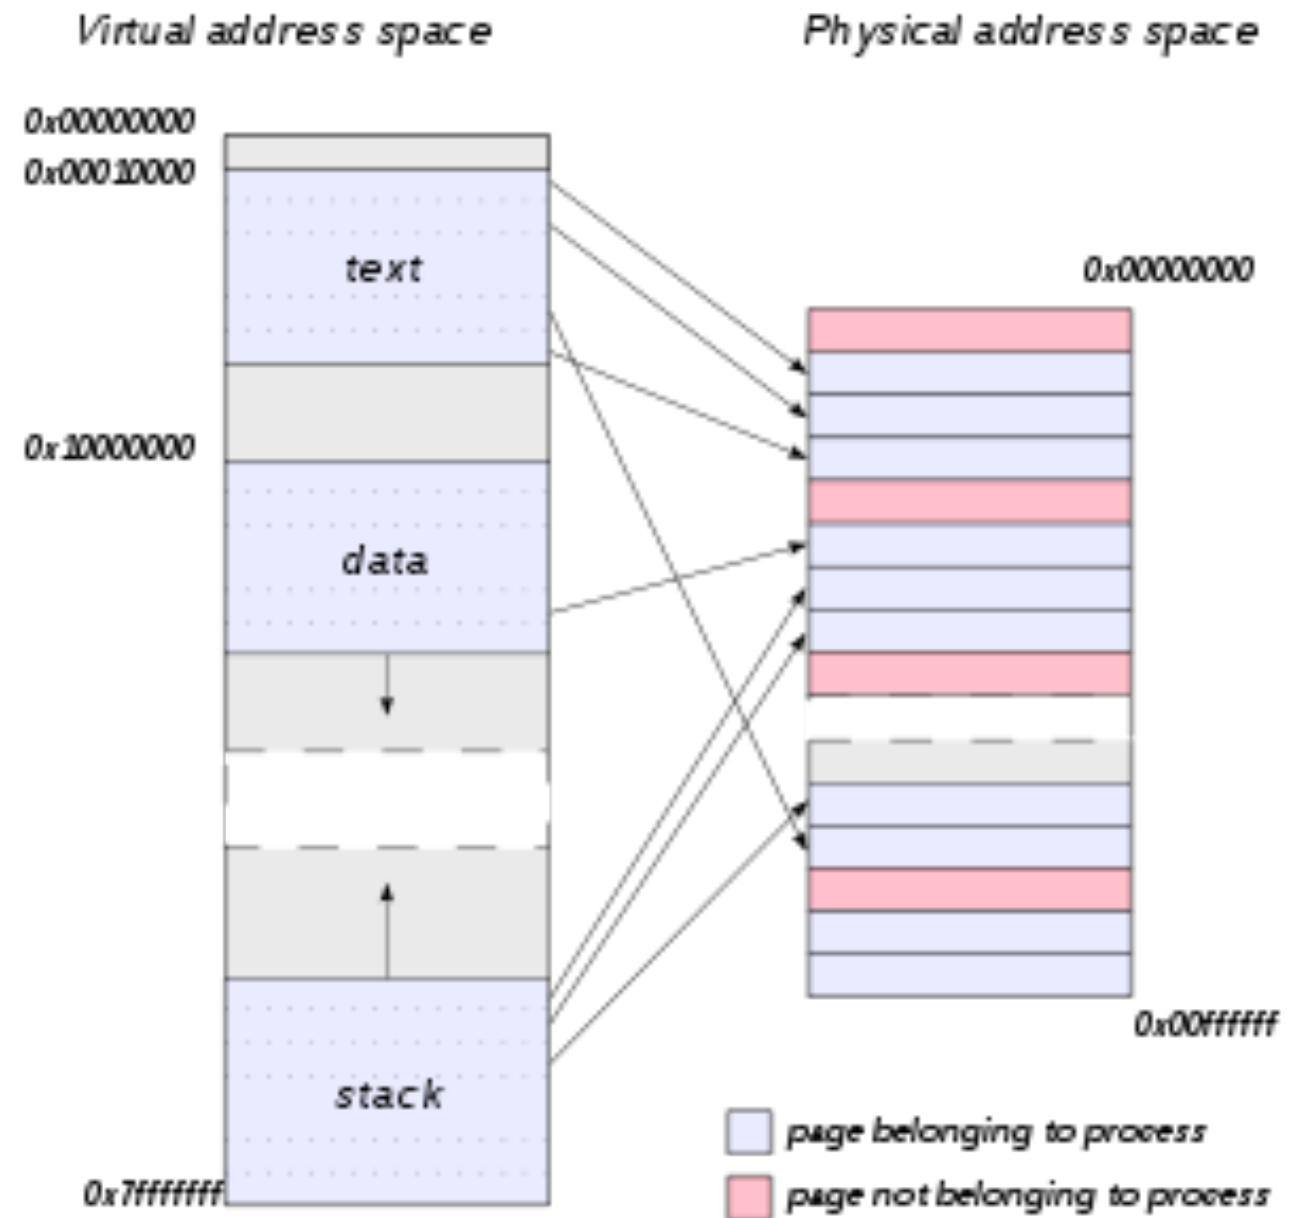 Virtual address space
Physical address space
0x00000000
0x00010000
text
0x00000000
0x10000000
data
stack
0x00ffffff
page belonging to process
0x7fffffff
page not belonging to process